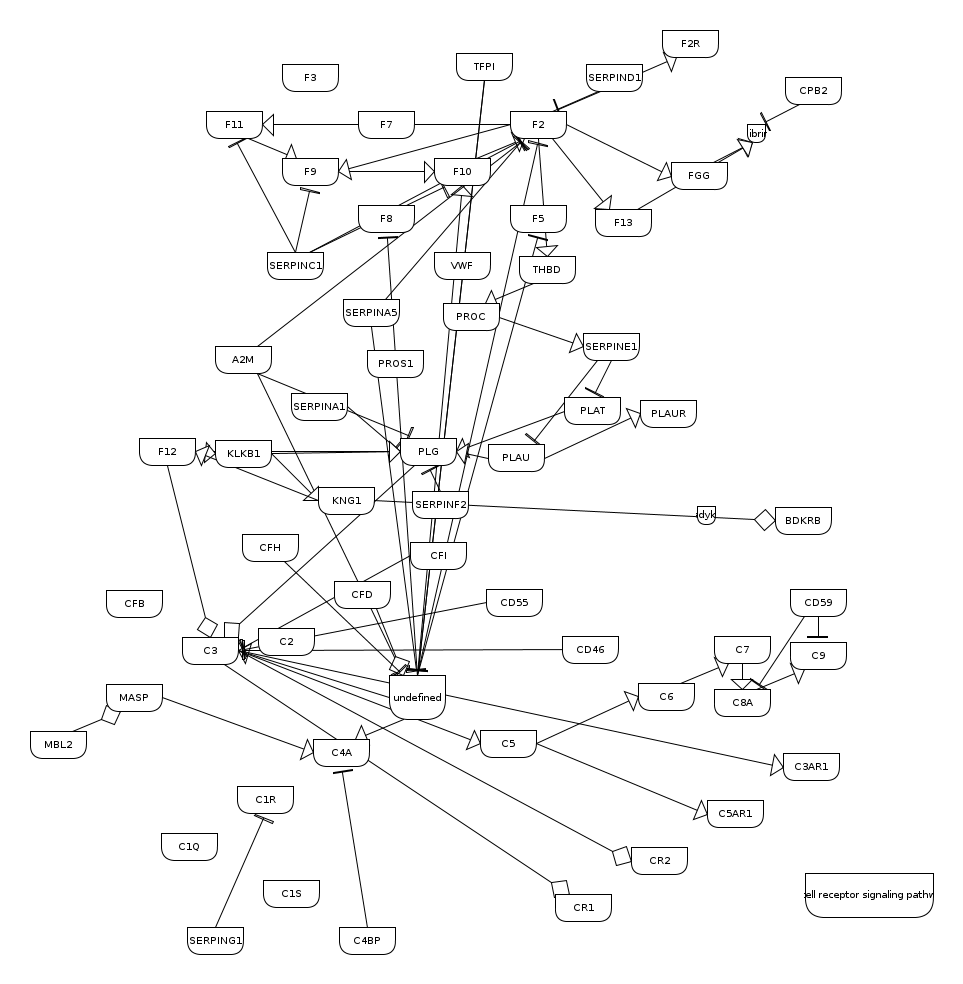 F2R
TFPI
F3
SERPIND1
CPB2
F11
F7
F2
F9
F10
FGG
F8
F5
F13
SERPINC1
VWF
THBD
SERPINA5
PROC
SERPINE1
A2M
PROS1
SERPINA1
PLAT
PLAUR
F12
KLKB1
PLG
PLAU
KNG1
SERPINF2
dyk
BDKRB
CFH
CFI
CFB
CFD
CD55
CD59
C3
C2
CD46
C7
C9
MASP
undefined
C6
C8A
MBL2
C4A
C5
C3AR1
C1R
C5AR1
C1Q
CR2
C1S
CR1
ell receptor signaling pathw
SERPING1
C4BP